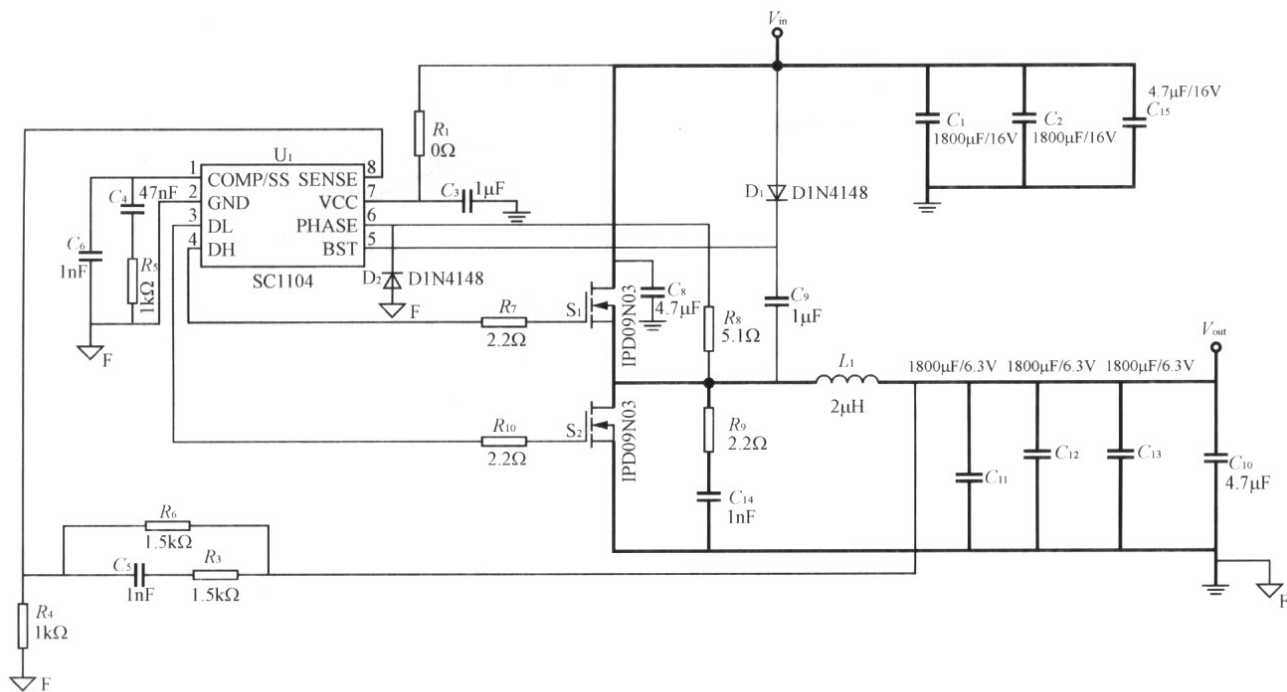 Vin
4.7μF/16V
C15
C1
1800μF/16V
C2
1800μF/16V
R1
0Ω
U1
1
COMP/SS
SENSE
8
2
GND
VCC
7
3
DL
PHASE
6
4
DH
BST
5
SC1104
C4
47nF
C3
1μF
D1
D1N4148
C6
1nF
R5
1kΩ
F
D2
D1N4148
F
R7
2.2Ω
S1
IPD09N03
C8
4.7μF
R8
5.1Ω
C9
1μF
Vout
L1
2μH
1800μF/6.3V
1800μF/6.3V
1800μF/6.3V
R10
2.2Ω
S2
IPD09N03
R9
2.2Ω
C14
1nF
C11
C12
C13
C10
4.7μF
R6
1.5kΩ
C5
1nF
R3
1.5kΩ
R4
1kΩ
F
F